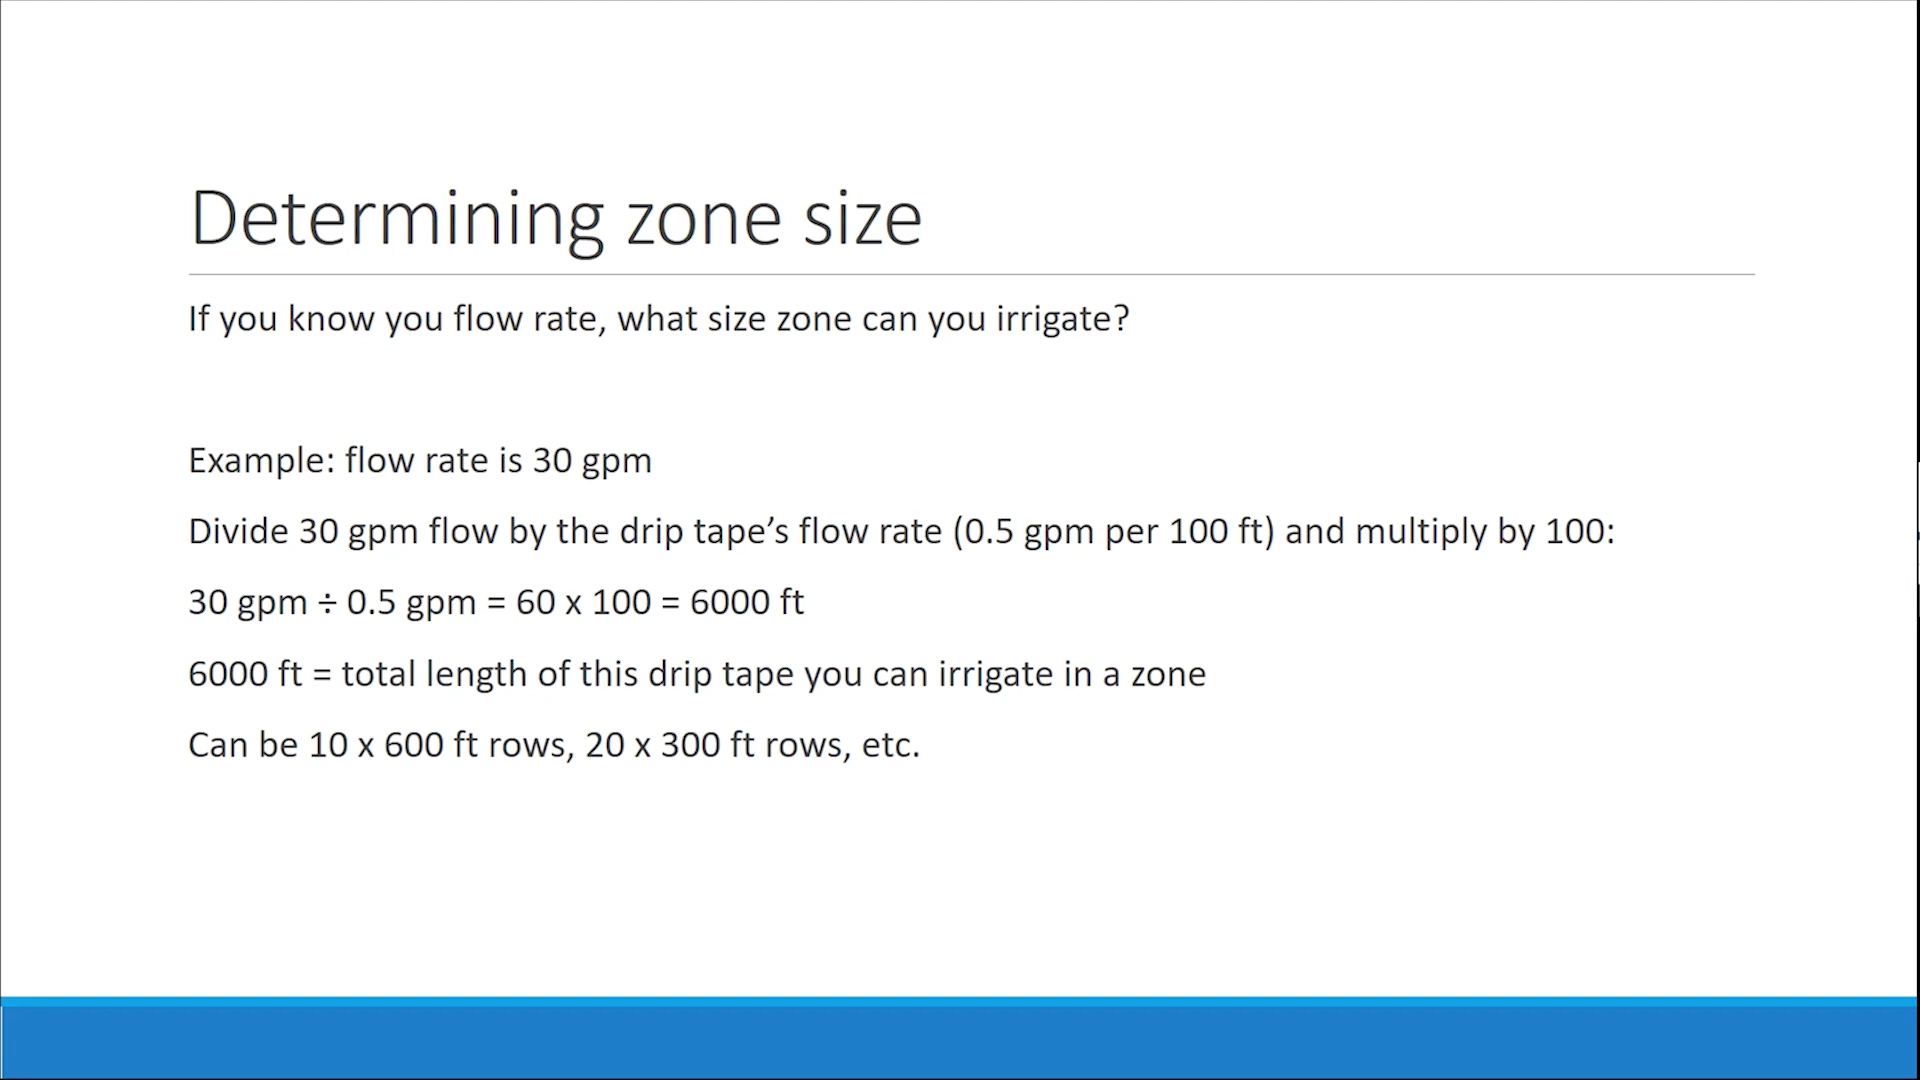 Determining zone size
If you know you flow rate, what size zone can you irrigate?
Example: flow rate is 30 gpm
Divide 30 gpm flow by the drip tape’s flow rate (0.5 gpm per 100 ft) and multiply by 100:
30 gpm ÷ 0.5 gpm = 60 x 100 = 6000 ft
6000 ft = total length of this drip tape you can irrigate in a zone
Can be 10 x 600 ft rows, 20 x 300 ft rows, etc.